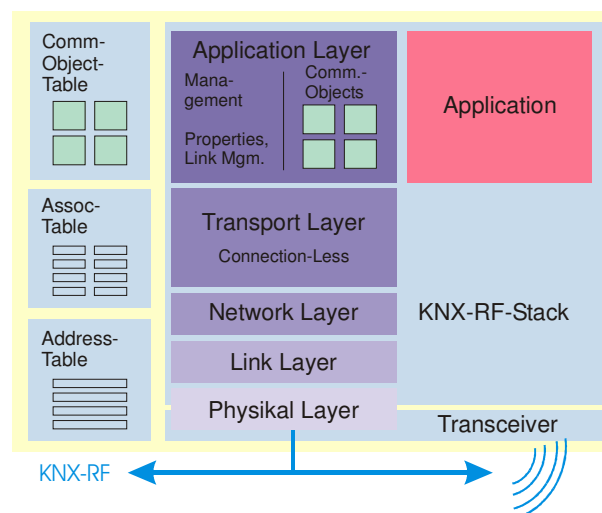 Comm-
Object-
Table
Assoc-
Table
Address-
Table
Application Layer
Mana-
gement
Properties,
Link Mgm.
Comm.-
Objects
Application
Transport Layer
Connection-Less
Network Layer
KNX-RF-Stack
Link Layer
Physikal Layer
Transceiver
KNX-RF